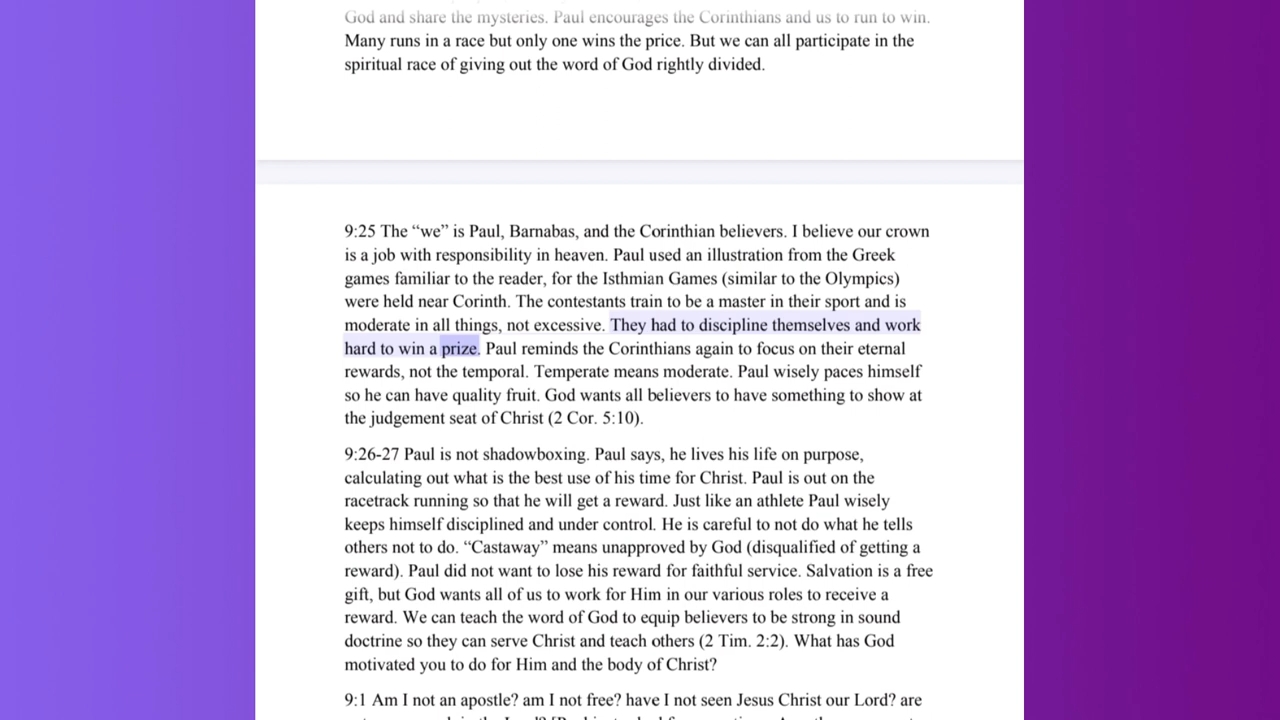 God and share the mysteries. Paul encourages the Corinthians and us to run to win.
Many runs in a race but only one wins the price. But we can all participate in the
spiritual race of giving out the word of God rightly divided.
9:25 The “we” is Paul, Barnabas, and the Corinthian believers. I believe our crown
is a job with responsibility in heaven. Paul used an illustration from the Greek
games familiar to the reader, for the Isthmian Games (similar to the Olympics)
were held near Corinth. The contestants train to be a master in their sport and is
moderate in all things, not excessive. They had to discipline themselves and work
hard to win a prize. Paul reminds the Corinthians again to focus on their eternal
rewards, not the temporal. Temperate means moderate. Paul wisely paces himself
so he can have quality fruit. God wants all believers to have something to show at
the judgement seat of Christ (2 Cor. 5:10).
9:26-27 Paul is not shadowboxing. Paul says, he lives his life on purpose,
calculating out what is the best use of his time for Christ. Paul is out on the
racetrack running so that he will get a reward. Just like an athlete Paul wisely
keeps himself disciplined and under control. He is careful to not do what he tells
others not to do. “Castaway” means unapproved by God (disqualified of getting a
reward). Paul did not want to lose his reward for faithful service. Salvation is a free
gift, but God wants all of us to work for Him in our various roles to receive a
reward. We can teach the word of God to equip believers to be strong in sound
doctrine so they can serve Christ and teach others (2 Tim. 2:2). What has God
motivated you to do for Him and the body of Christ?
9:1 Am I not an apostle? am I not free? have I not seen Jesus Christ our Lord? are